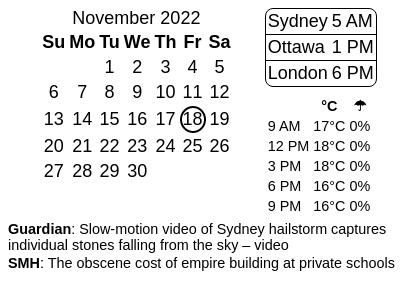 November 2022
Su Mo Tu We Th Fr Sa
1 2 3 4 5
6 7 8 9 10 11 12
13 14 15 16 17 18 19
20 21 22 23 24 25 26
27 28 29 30
Sydney 5 AM
Ottawa 1 PM
London 6 PM
°C ☂
9 AM 17°C 0%
12 PM 18°C 0%
3 PM 18°C 0%
6 PM 16°C 0%
9 PM 16°C 0%
Guardian: Slow-motion video of Sydney hailstorm captures
individual stones falling from the sky – video
SMH: The obscene cost of empire building at private schools